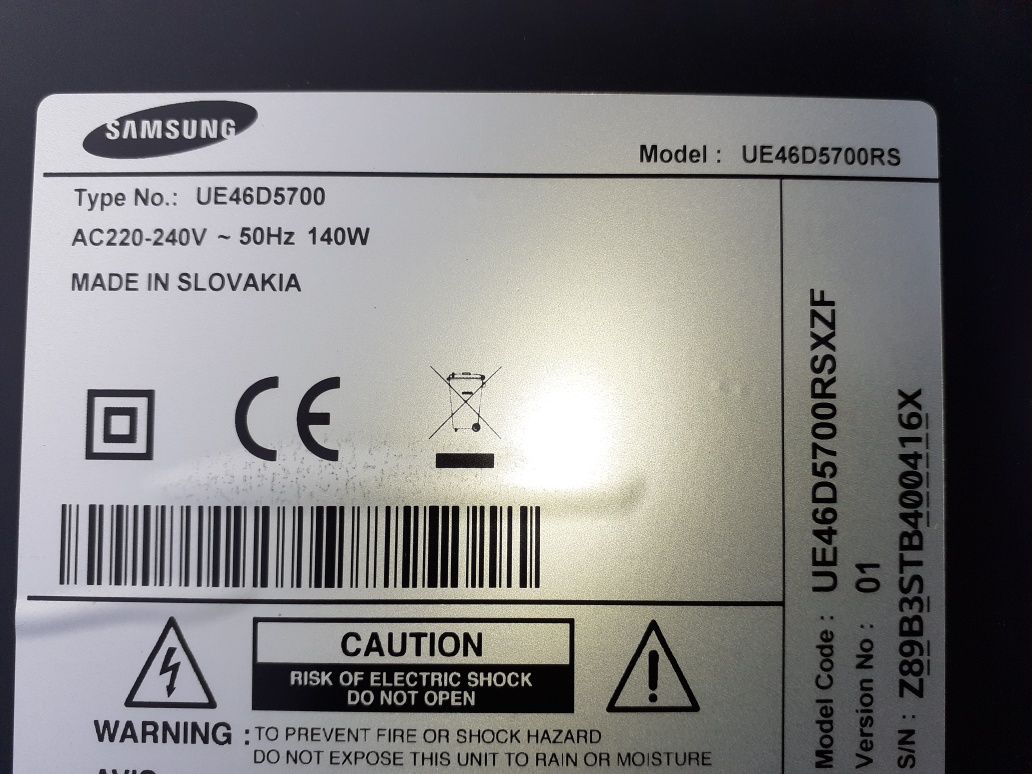 SAMSUNG
Model : UE46D5700RS
Type No.: UE46D5700
AC220-240V ~ 50Hz 140W
MADE IN SLOVAKIA
CE
CAUTION
RISK OF ELECTRIC SHOCK
DO NOT OPEN
WARNING : TO PREVENT FIRE OR SHOCK HAZARD
DO NOT EXPOSE THIS UNIT TO RAIN OR MOISTURE
AVIS
Model Code : UE46D5700RSXZF
Version No : 01
S/N : Z89B3STB400416X